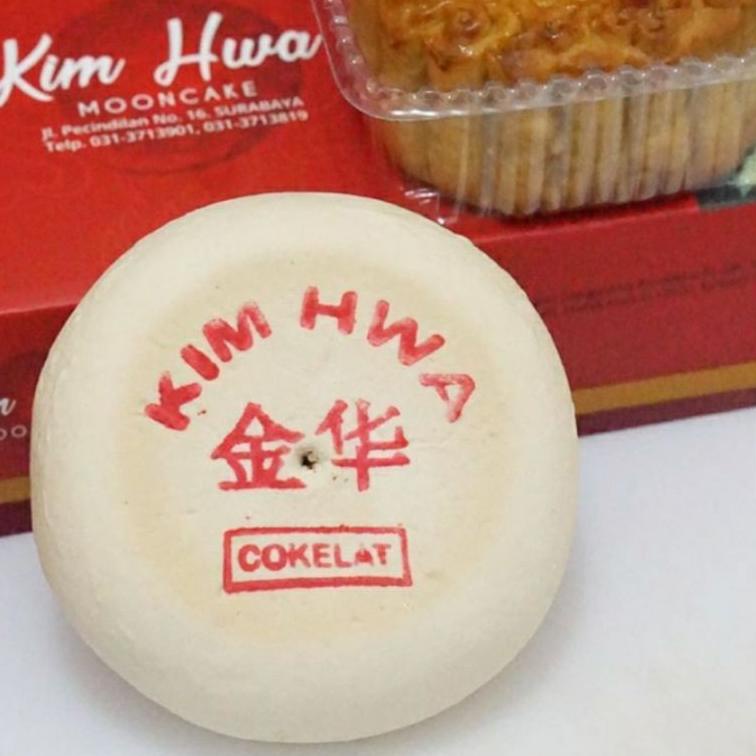 Kim Hwa
MOONCAKE
Jl. Pecindilan No. 16, SURABAYA
Telp. 031-3713901, 031-3713819
KIM HWA
金华
COKELAT